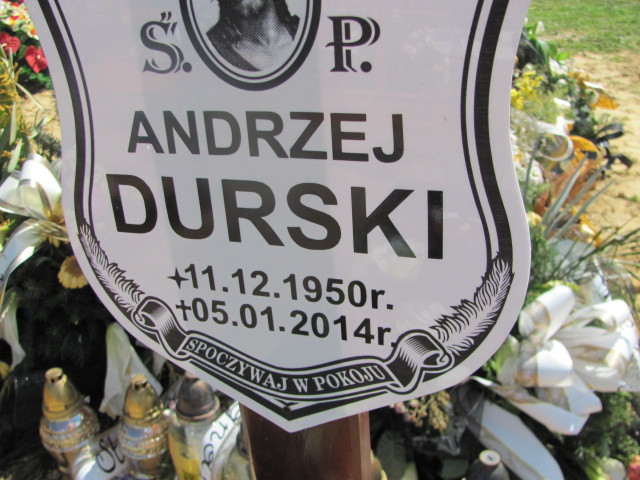 Ś. P.
ANDRZEJ
DURSKI
11.12.1950r.
05.01.2014r.
SPOCZYWAJ W POKOJU